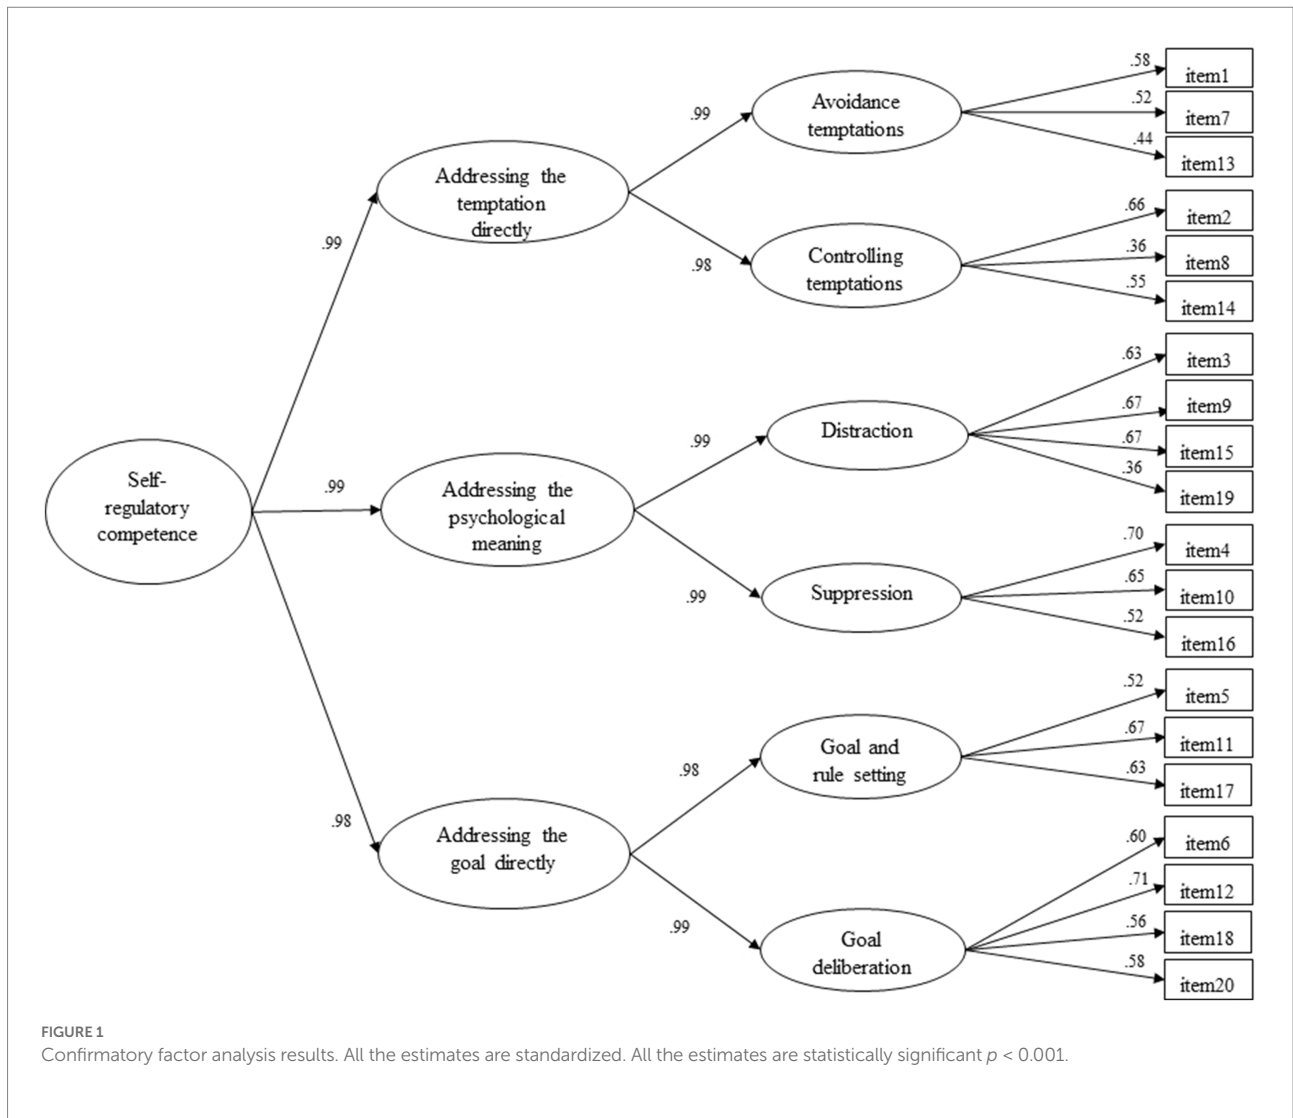 Self-
regulatory
competence
.99
.99
.98
Addressing the
temptation
directly
.99
.98
Addressing the
psychological
meaning
.99
.99
Addressing the
goal directly
.98
.99
Avoidance
temptations
.58
.52
.44
item1
item7
item13
Controlling
temptations
.66
.36
.55
item2
item8
item14
Distraction
.63
.67
.67
.36
item3
item9
item15
item19
Suppression
.70
.65
.52
item4
item10
item16
Goal and
rule setting
.52
.67
.63
item5
item11
item17
Goal
deliberation
.60
.71
.56
.58
item6
item12
item18
item20
FIGURE 1
Confirmatory factor analysis results. All the estimates are standardized. All the estimates are statistically significant p < 0.001.